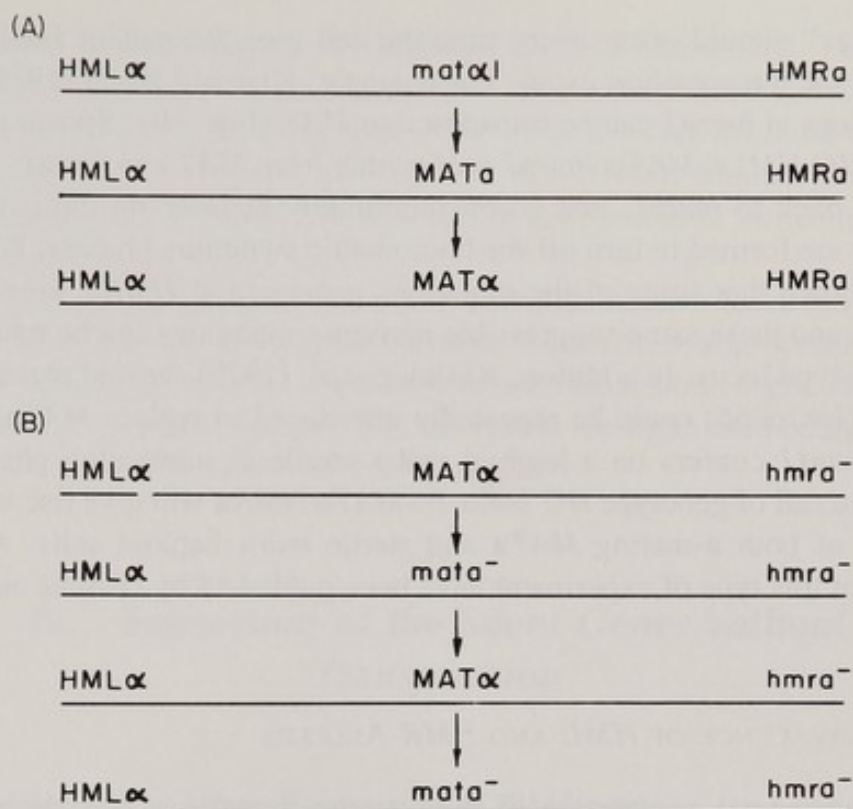 (A)
HMLα matα1 HMRa
HMLα MATa HMRa
HMLα MATα HMRa
(B)
HMLα MATα hmra⁻
HMLα mata⁻ hmra⁻
HMLα MATα hmra⁻
HMLα mata⁻ hmra⁻